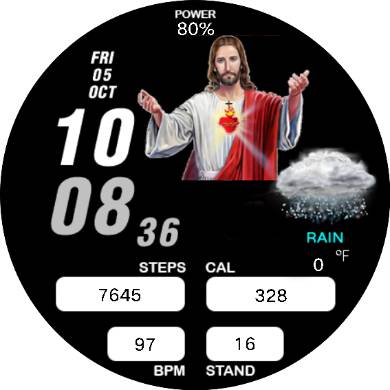 POWER
80%
FRI
05
OCT
10
08
36
RAIN
0 °F
STEPS
CAL
7645
328
97
16
BPM
STAND